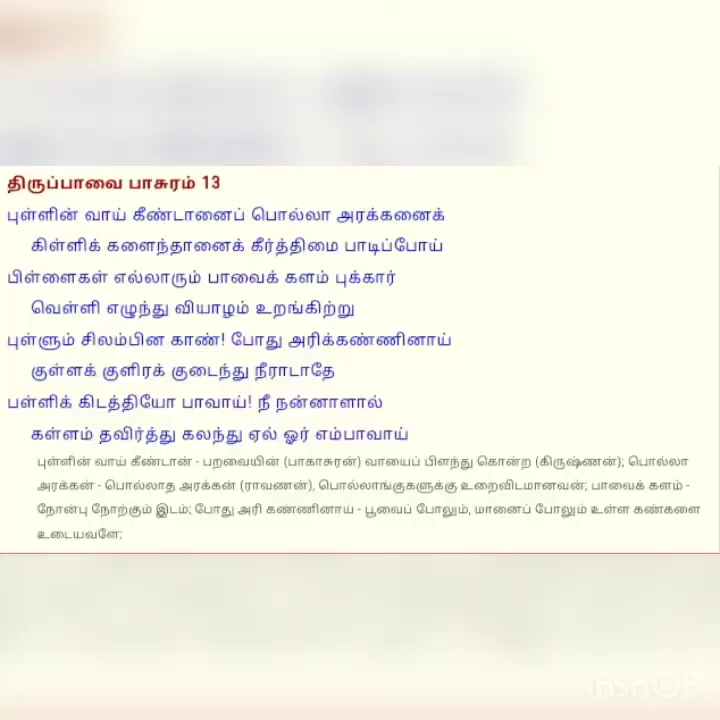 திருப்பாவை பாசுரம் 13
புள்ளின் வாய் கீண்டானைப் பொல்லா அரக்கனைக்
கிள்ளிக் களைந்தானைக் கீர்த்திமை பாடிப்போய்
பிள்ளைகள் எல்லாரும் பாவைக் களம் புக்கார்
வெள்ளி எழுந்து வியாழம் உறங்கிற்று
புள்ளும் சிலம்பின காண்! போது அரிக்கண்ணினாய்
குள்ளக் குளிரக் குடைந்து நீராடாதே
பள்ளிக் கிடத்தியோ பாவாய்! நீ நன்னாளால்
கள்ளம் தவிர்த்து கலந்து ஏல் ஓர் எம்பாவாய்
புள்ளின் வாய் கீண்டான் - பறவையின் (பாகாசுரன்) வாயைப் பிளந்து கொன்ற (கிருஷ்ணன்); பொல்லா
அரக்கன் - பொல்லாத அரக்கன் (ராவணன்), பொல்லாங்குகளுக்கு உறைவிடமானவன்; பாவைக் களம் -
நோன்பு நோற்கும் இடம்; போது அரி கண்ணினாய் - பூவைப் போலும், மானைப் போலும் உள்ள கண்களை
உடையவளே;